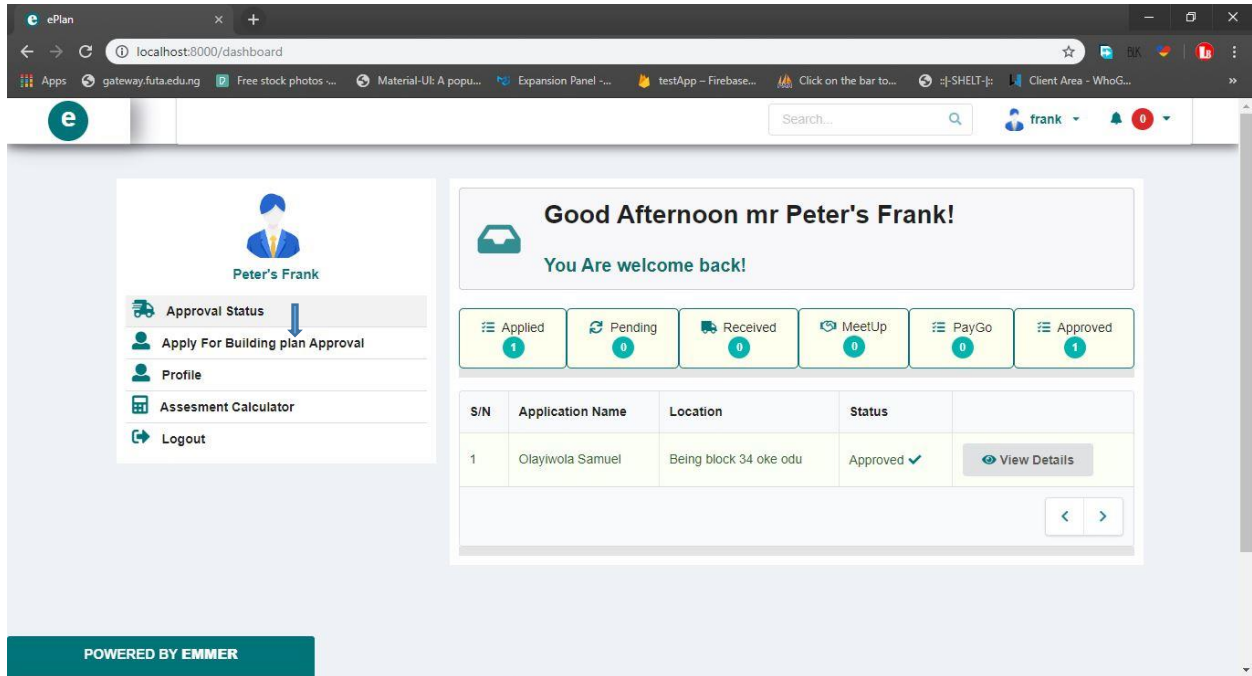 ePlan
localhost:8000/dashboard
Apps gateway.futa.edu.ng Free stock photos -... Material-UI: A popu... Expansion Panel -... testApp – Firebase... Click on the bar to... ::|-SHELT-|:: Client Area - WhoG...
e
Search...
frank
0
Peter's Frank
Approval Status
Apply For Building plan Approval
Profile
Assesment Calculator
Logout
Good Afternoon mr Peter's Frank!
You Are welcome back!
Applied Pending Received MeetUp PayGo Approved
1 0 0 0 0 1
S/N Application Name Location Status
1 Olayiwola Samuel Being block 34 oke odu Approved View Details
POWERED BY EMMER